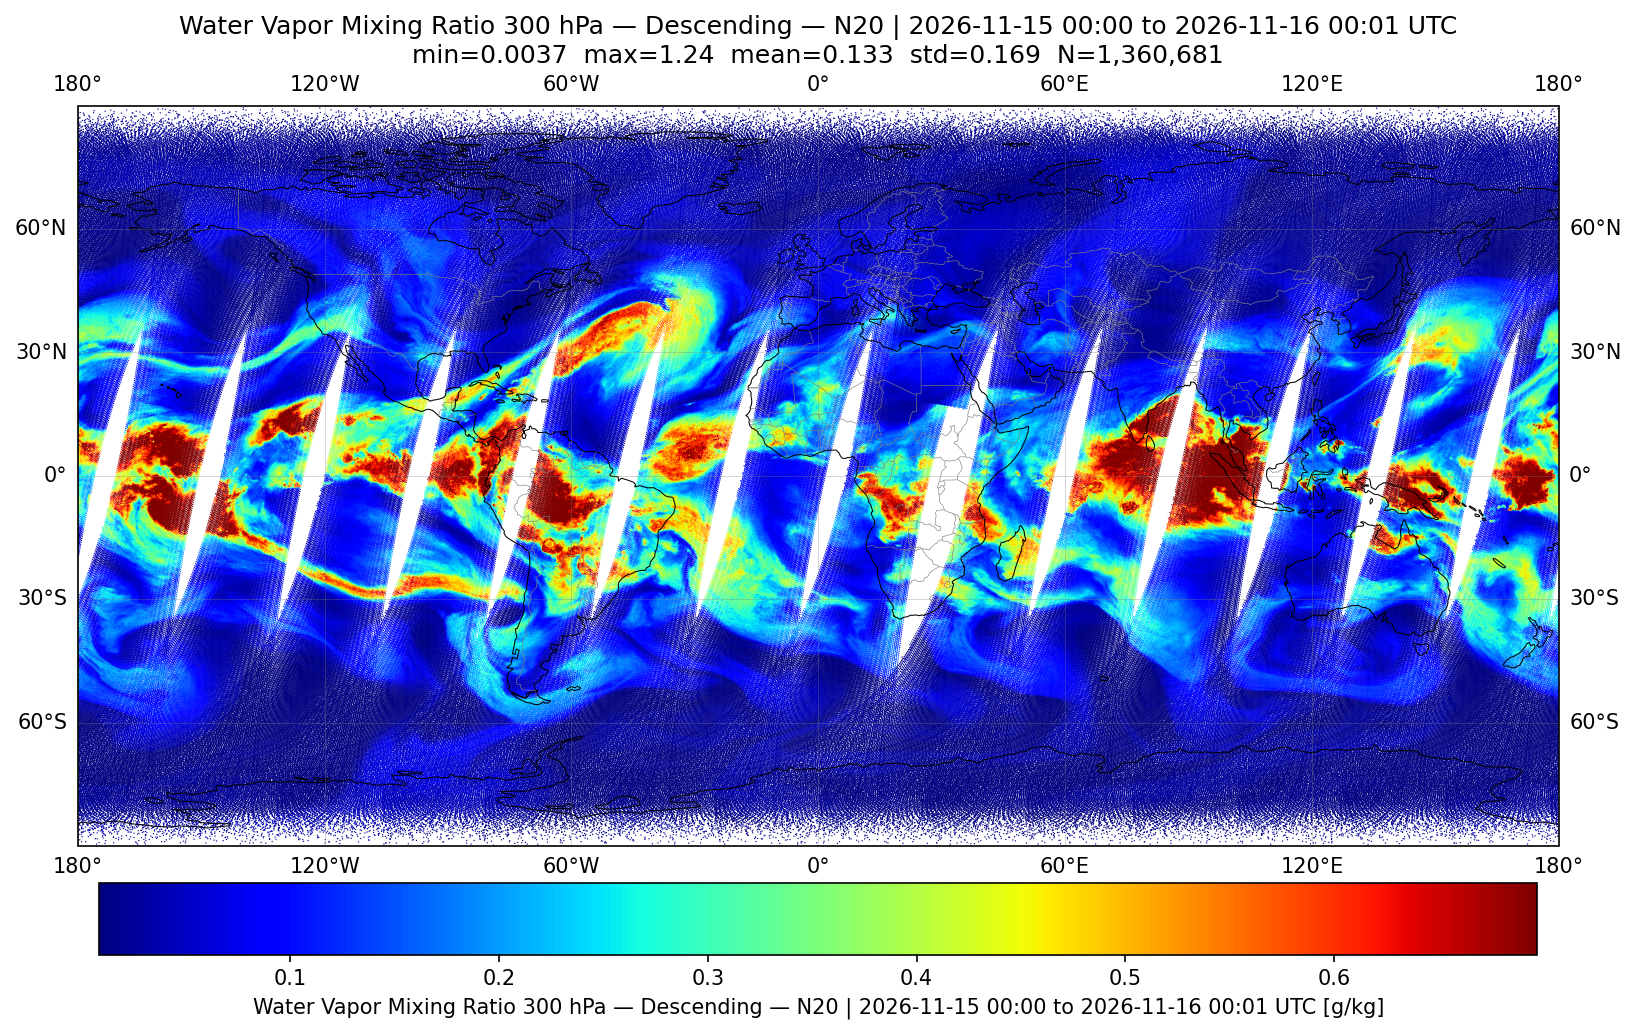 Water Vapor Mixing Ratio 300 hPa — Descending — N20 | 2026-11-15 00:00 to 2026-11-16 00:01 UTC
min=0.0037 max=1.24 mean=0.133 std=0.169 N=1,360,681
180° 120°W 60°W 0° 60°E 120°E 180°
60°N 60°N
30°N 30°N
0° 0°
30°S 30°S
60°S 60°S
180° 120°W 60°W 0° 60°E 120°E 180°
0.1 0.2 0.3 0.4 0.5 0.6
Water Vapor Mixing Ratio 300 hPa — Descending — N20 | 2026-11-15 00:00 to 2026-11-16 00:01 UTC [g/kg]